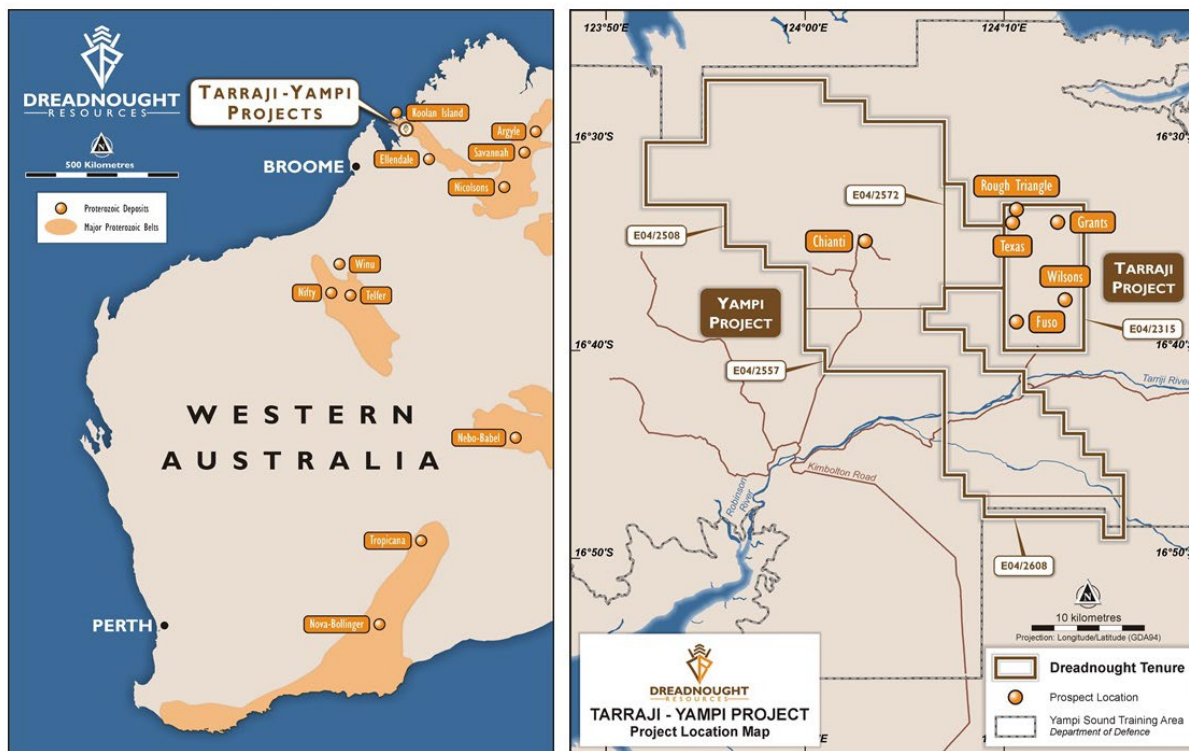 DREADNOUGHT
RESOURCES
N
500 Kilometres
Proterozoic Deposits
Major Proterozoic Belts
TARRAJI-YAMPI
PROJECTS
Koolan Island
Argyle
Savannah
BROOME
Ellendale
Nicolsons
Winu
Nifty
Telfer
WESTERN
AUSTRALIA
Nebo-Babel
Tropicana
PERTH
Nova-Bollinger
123°50'E
124°00'E
124°10'E
16°30'S
16°30'S
E04/2572
Rough Triangle
E04/2508
Chianti
Texas
Grants
Wilsons
TARRAJI
PROJECT
YAMPI
PROJECT
Fuso
E04/2315
16°40'S
16°40'S
E04/2557
Tarriji River
Kimbolton Road
Robinson
River
16°50'S
16°50'S
E04/2608
N
10 kilometres
Projection: Longitude/Latitude (GDA94)
DREADNOUGHT
RESOURCES
TARRAJI - YAMPI PROJECT
Project Location Map
Dreadnought Tenure
Prospect Location
Yampi Sound Training Area
Department of Defence